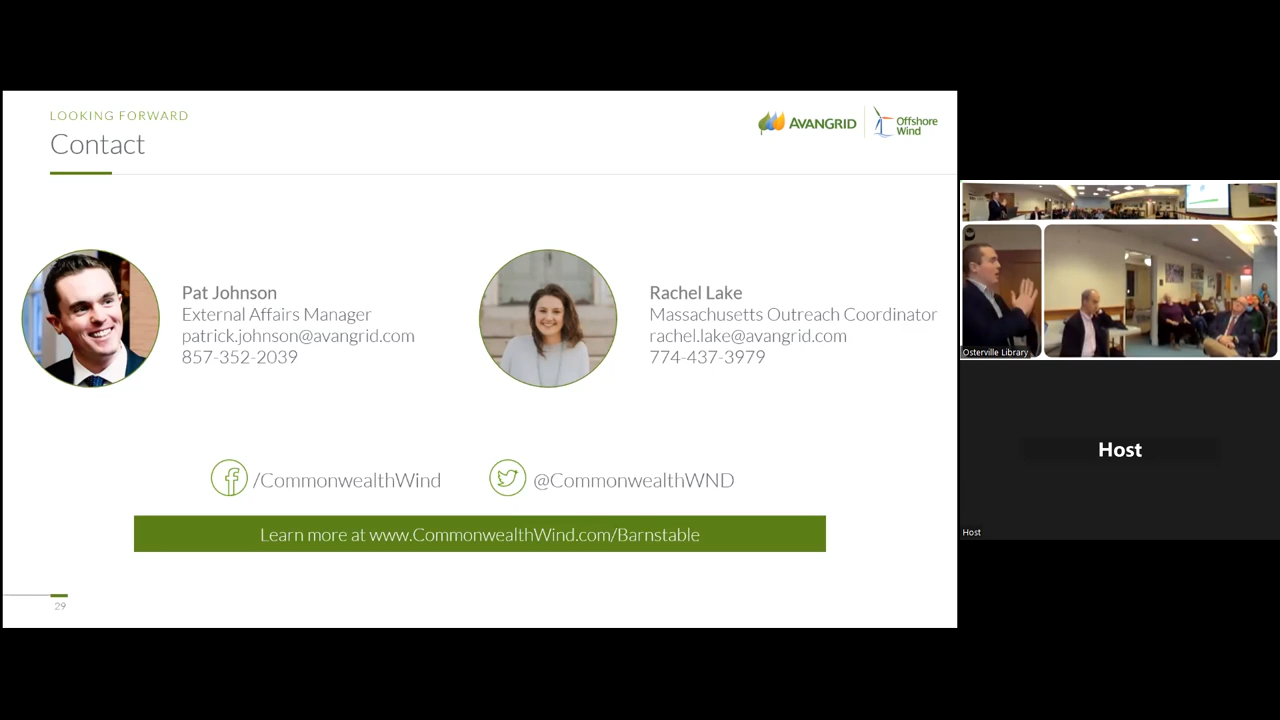 LOOKING FORWARD
Contact
AVANGRID
Offshore
Wind
Pat Johnson
External Affairs Manager
patrick.johnson@avangrid.com
857-352-2039
Rachel Lake
Massachusetts Outreach Coordinator
rachel.lake@avangrid.com
774-437-3979
/CommonwealthWind
@CommonwealthWND
Learn more at www.CommonwealthWind.com/Barnstable
29
Osterville Library
Host
Host